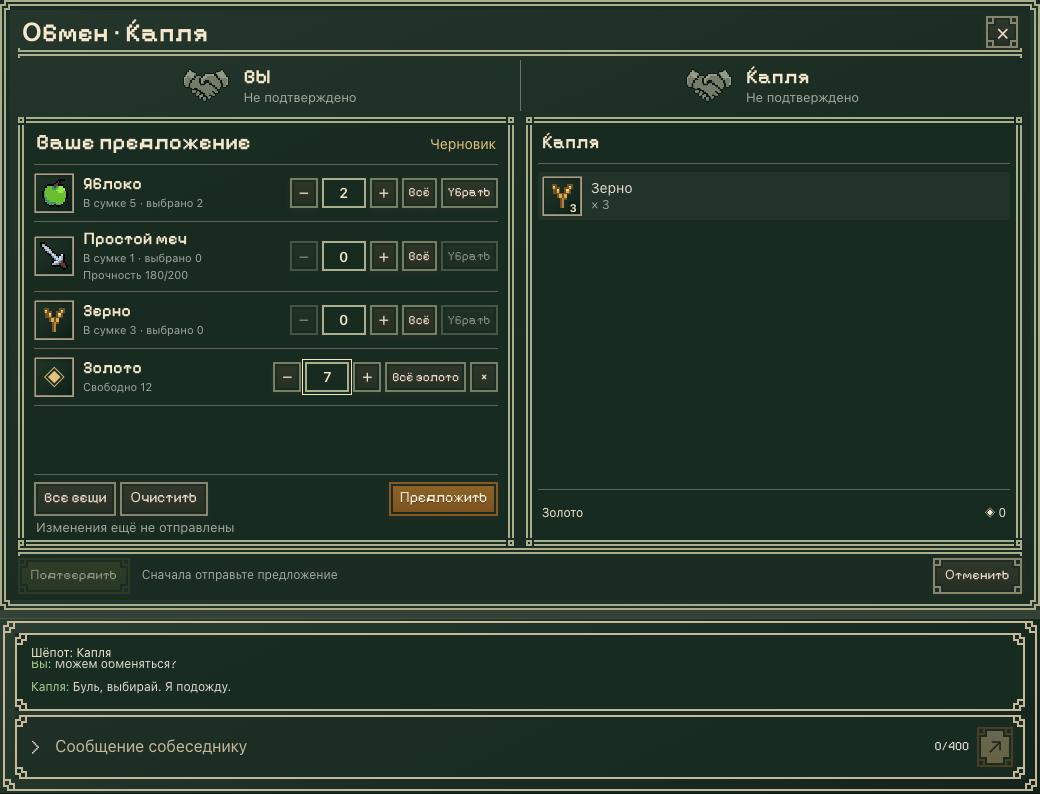 Обмен · Капля
×
Вы
Не подтверждено
Капля
Не подтверждено
Ваше предложение
Черновик
Яблоко
В сумке 5 · выбрано 2
− 2 + Всё Убрать
Простой меч
В сумке 1 · выбрано 0
Прочность 180/200
− 0 + Всё Убрать
Зерно
В сумке 3 · выбрано 0
− 0 + Всё Убрать
Золото
Свободно 12
− 7 + Всё золото ×
Все вещи Очистить Предложить
Изменения ещё не отправлены
Капля
3
Зерно
× 3
Золото 0
Подтвердить Сначала отправьте предложение Отменить
Шёпот: Капля
Вы: Можем обменяться?
Капля: Буль, выбирай. Я подожду.
Сообщение собеседнику 0/400